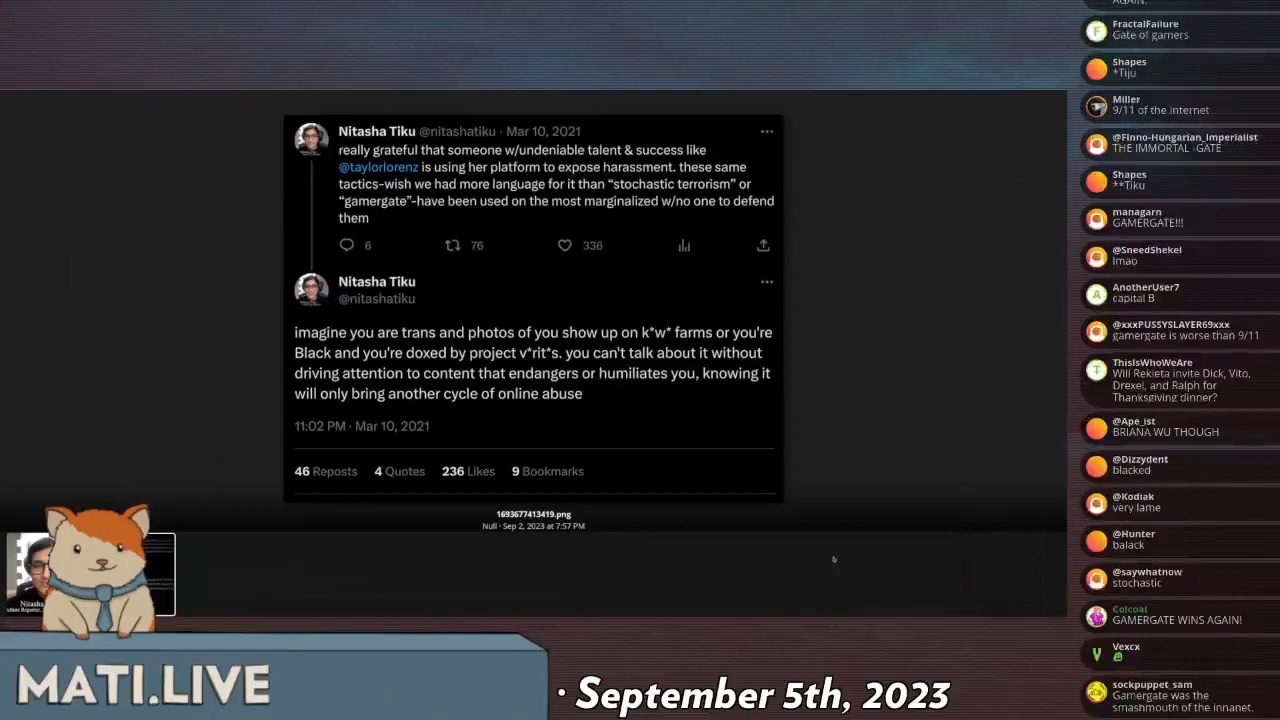 Nitasha Tiku @nitashatiku · Mar 10, 2021
really grateful that someone w/undeniable talent & success like
@taylorlorenz is using her platform to expose harassment. these same
tactics-wish we had more language for it than “stochastic terrorism” or
“gamergate”-have been used on the most marginalized w/no one to defend
them
6 76 336
Nitasha Tiku
@nitashatiku
imagine you are trans and photos of you show up on k*w* farms or you're
Black and you're doxed by project v*rit*s. you can't talk about it without
driving attention to content that endangers or humiliates you, knowing it
will only bring another cycle of online abuse
11:02 PM · Mar 10, 2021
46 Reposts 4 Quotes 236 Likes 9 Bookmarks
1693677413419.png
Null · Sep 2, 2023 at 7:57 PM
Nitasha
MATI.LIVE
· September 5th, 2023
AGAIN.
FractalFailure
Gate of gamers
Shapes
*Tiju
Miller
9/11 of the internet
@Finno-Hungarian_Imperialist
THE IMMORTAL -GATE
Shapes
**Tiku
managarn
GAMERGATE!!!
@SneedShekel
lmao
AnotherUser7
capital B
@xxxPUSSYSLAYER69xxx
gamergate is worse than 9/11
ThisIsWhoWeAre
Will Rekieta invite Dick, Vito,
Drexel, and Ralph for
Thanksgiving dinner?
@Ape_ist
BRIANA WU THOUGH
@Dizzydent
blacked
@Kodiak
very lame
@Hunter
balack
@saywhatnow
stochastic
Colcoal
GAMERGATE WINS AGAIN!
Vexcx
sockpuppet_sam
Gamergate was the
smashmouth of the innanet.